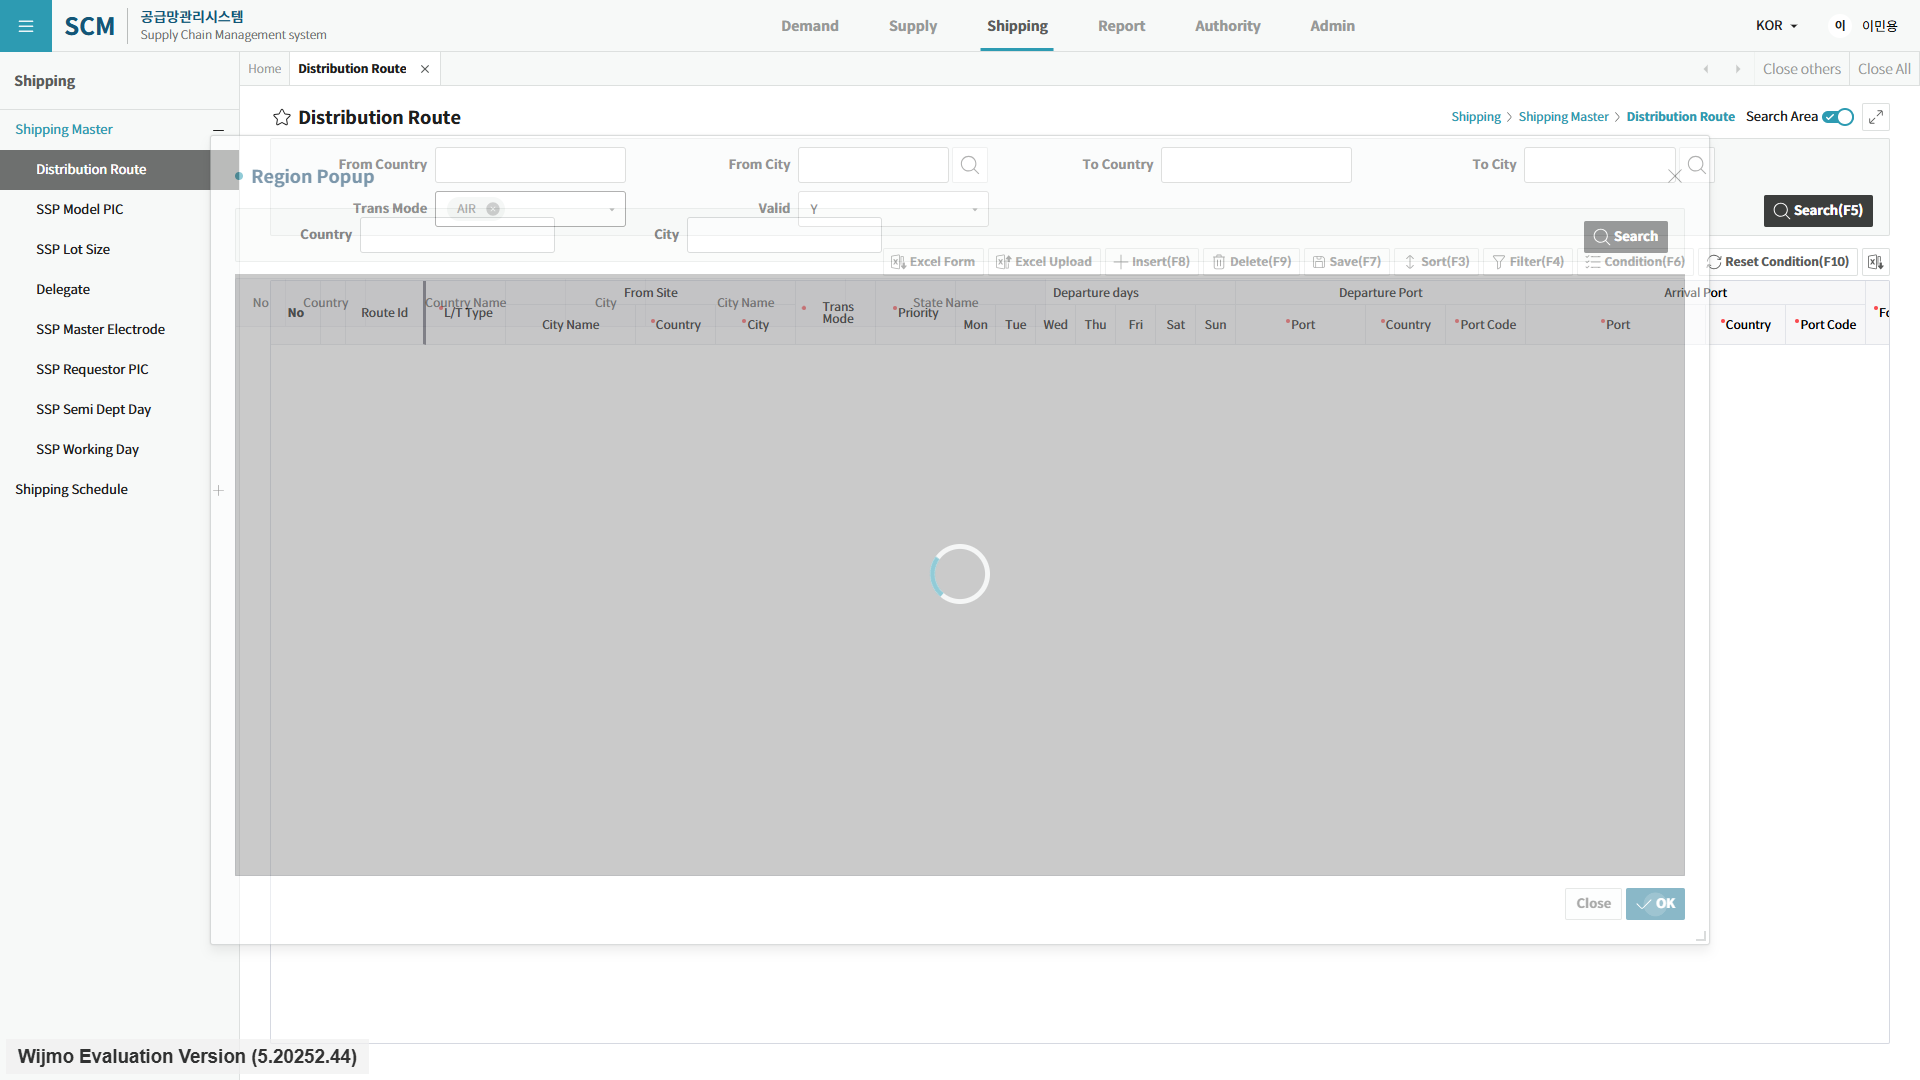 SCM 공급망관리시스템
Supply Chain Management system
Demand Supply Shipping Report Authority Admin
KOR 이 이민용
Shipping
Home Distribution Route
Close others Close All
Shipping Master
Distribution Route
SSP Model PIC
SSP Lot Size
Delegate
SSP Master Electrode
SSP Requestor PIC
SSP Semi Dept Day
SSP Working Day
Shipping Schedule
Distribution Route
Shipping > Shipping Master > Distribution Route Search Area
From Country From City To Country To City
Region Popup
Trans Mode AIR Valid Y
Search(F5)
Country City Search
Excel Form Excel Upload Insert(F8) Delete(F9) Save(F7) Sort(F3) Filter(F4) Condition(F6) Reset Condition(F10)
No Country Country Name City City Name State Name
No Route Id L/T Type From Site Trans Mode Priority Departure days Departure Port Arrival Port
City Name Country City Mon Tue Wed Thu Fri Sat Sun Port Country Port Code Port Country Port Code
Close OK
Wijmo Evaluation Version (5.20252.44)